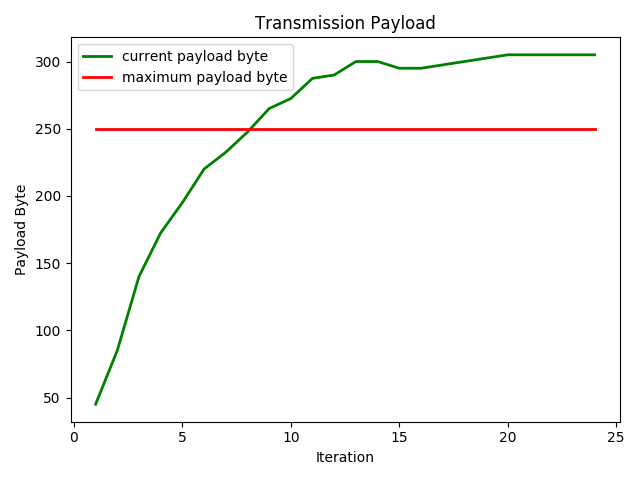 Transmission Payload
current payload byte
maximum payload byte
300
250
200
150
100
50
Payload Byte
0
5
10
15
20
25
Iteration